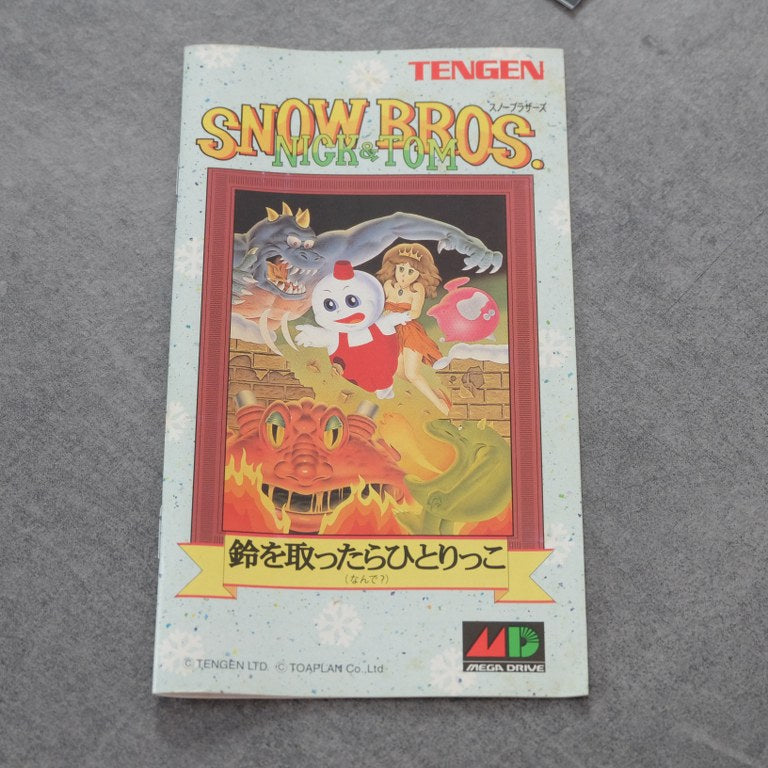 TENGEN
スノーブラザーズ
SNOW BROS.
NICK & TOM
鈴を取ったらひとりっこ
(なんで?)
© TENGEN LTD. © TOAPLAN Co.,Ltd
MD
MEGA DRIVE